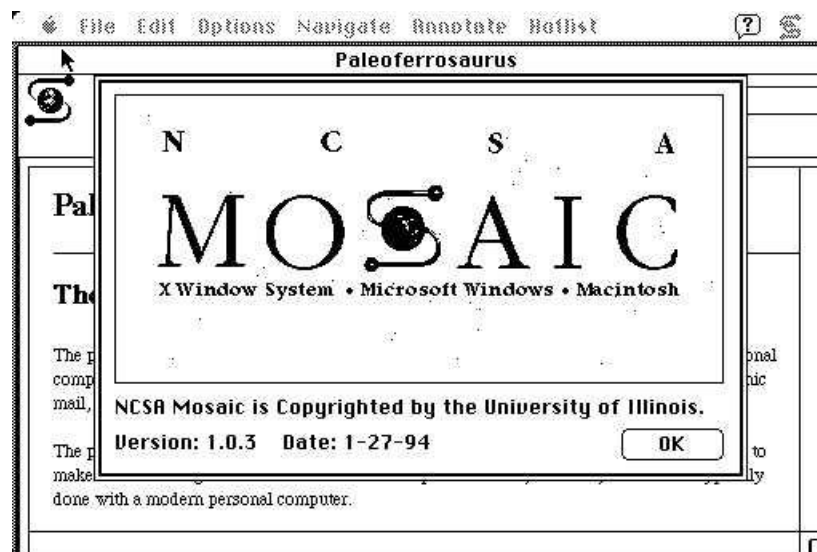 File Edit Options Navigate Annotate Hotlist
Paleoferrosaurus
N C S A
MOSAIC
X Window System • Microsoft Windows • Macintosh
Pal
The
The p onal
comp nic
mail,
NCSA Mosaic is Copyrighted by the University of Illinois.
Version: 1.0.3 Date: 1-27-94
OK
The p to
make ly
done with a modern personal computer.